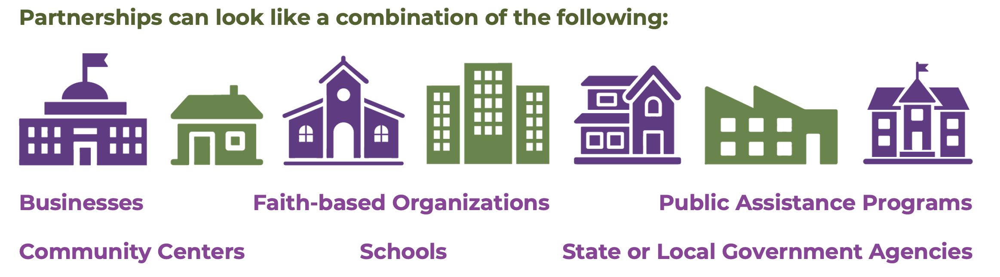 Partnerships can look like a combination of the following:
Businesses
Faith-based Organizations
Public Assistance Programs
Community Centers
Schools
State or Local Government Agencies